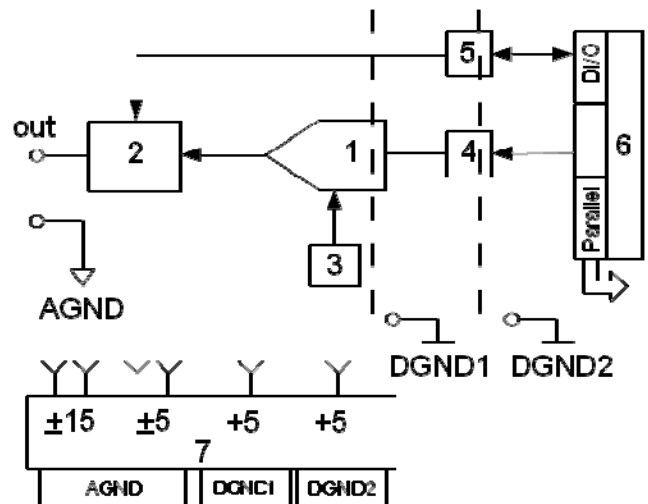 5
DI/O
out
2
1
4
6
3
Parallel
AGND
DGND1
DGND2
±15
±5
+5
+5
7
AGND
DGND1
DGND2